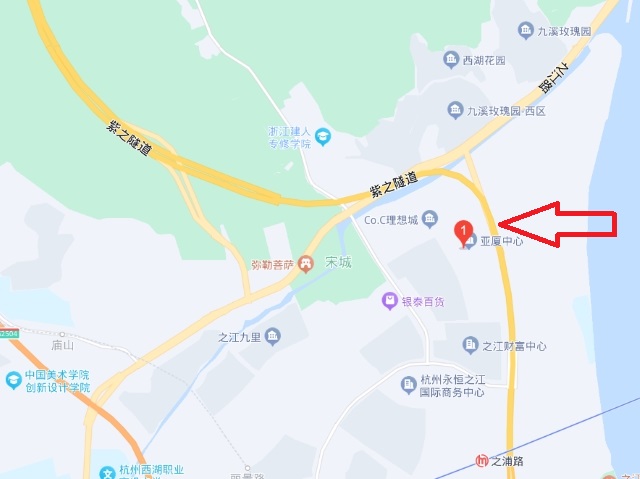 九溪玫瑰园
西湖花园
之江路
九溪玫瑰园-西区
紫之隧道
浙江建人
专修学院
紫之隧道
Co.C理想城
1
亚厦中心
弥勒菩萨
宋城
银泰百货
之江九里
S2504
庙山
之江财富中心
中国美术学院
创新设计学院
杭州永恒之江
国际商务中心
之浦路
杭州西湖职业